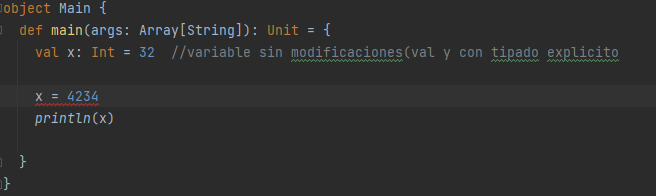 object Main {
def main(args: Array[String]): Unit = {
val x: Int = 32  //variable sin modificaciones(val y con tipado explicito
x = 4234
println(x)
}
}